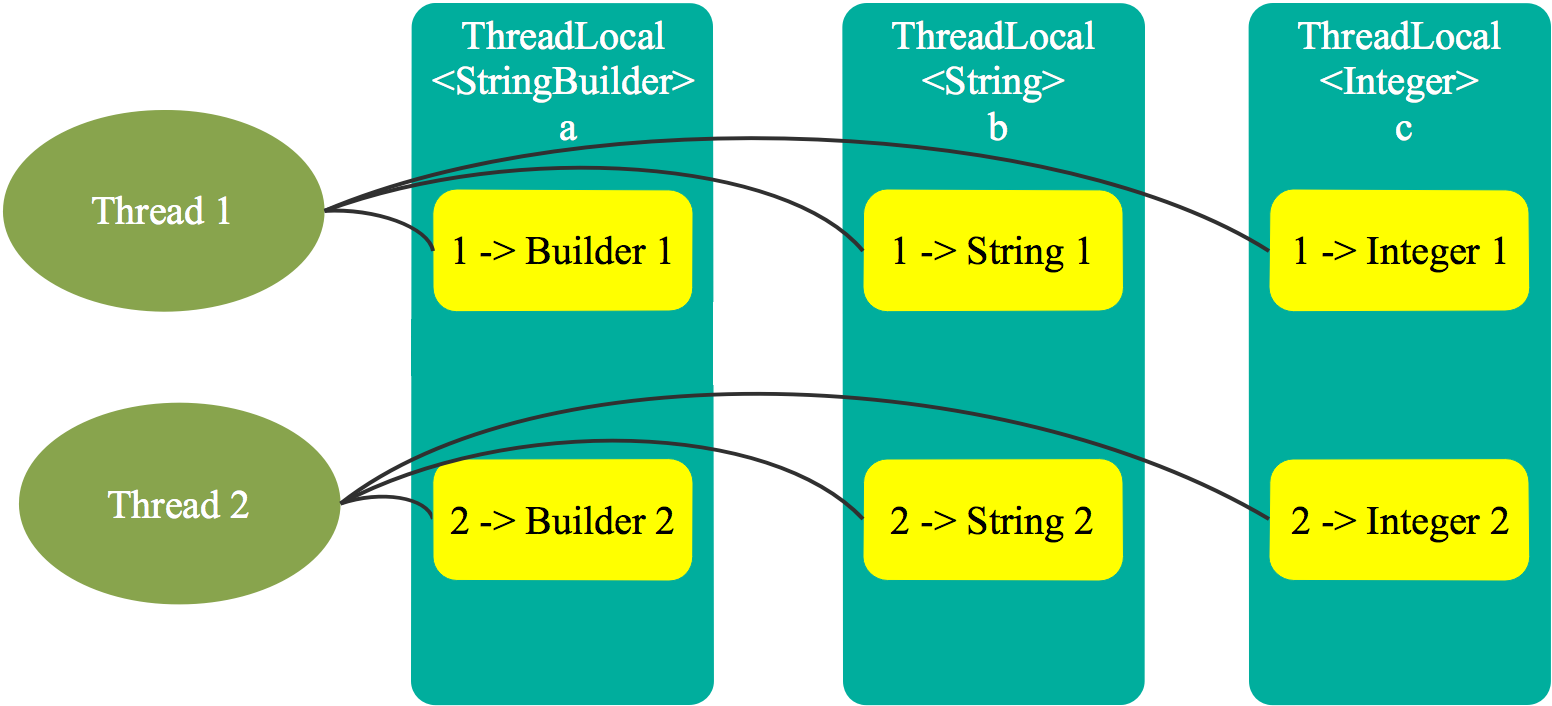 ThreadLocal
<StringBuilder>
a
ThreadLocal
<String>
b
ThreadLocal
<Integer>
c
Thread 1
1 -> Builder 1
1 -> String 1
1 -> Integer 1
Thread 2
2 -> Builder 2
2 -> String 2
2 -> Integer 2